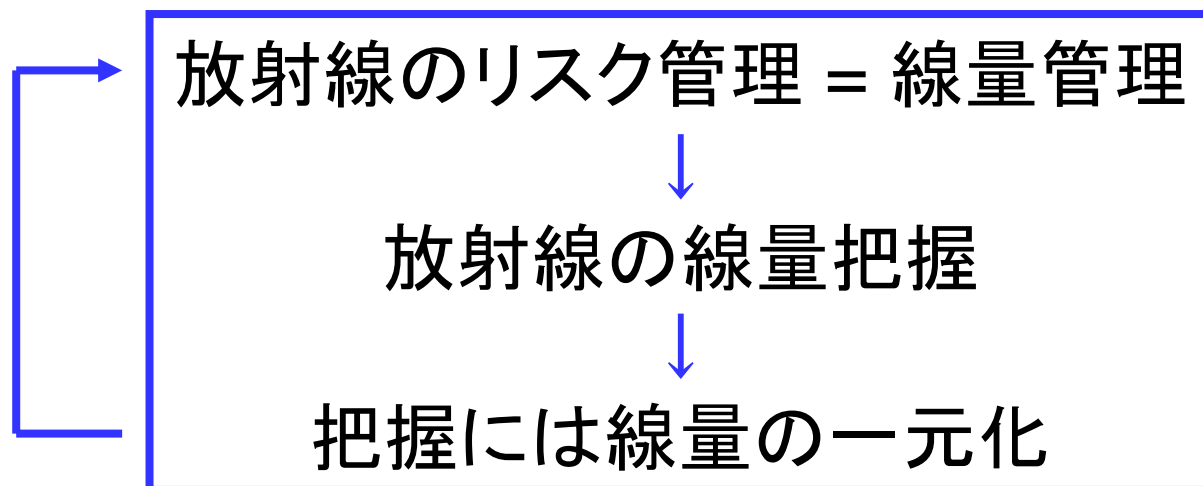 放射線のリスク管理 = 線量管理
↓
放射線の線量把握
↓
把握には線量の一元化